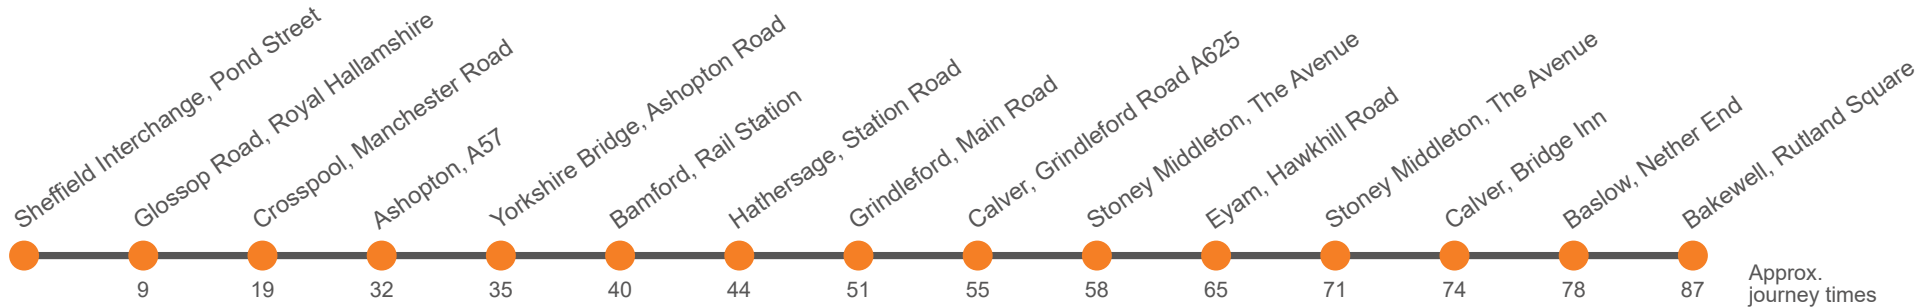 Sheffield Interchange, Pond Street
Glossop Road, Royal Hallamshire
Crosspool, Manchester Road
Ashopton, A57
Yorkshire Bridge, Ashopton Road
Bamford, Rail Station
Hathersage, Station Road
Grindleford, Main Road
Calver, Grindleford Road A625
Stoney Middleton, The Avenue
Eyam, Hawkhill Road
Stoney Middleton, The Avenue
Calver, Bridge Inn
Baslow, Nether End
Bakewell, Rutland Square
9 19 32 35 40 44 51 55 58 65 71 74 78 87
Approx.
journey times